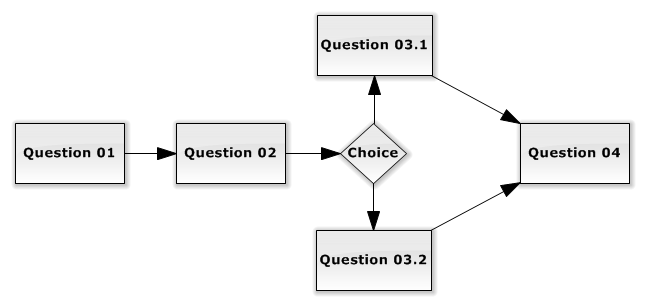 Question 01
Question 02
Choice
Question 03.1
Question 03.2
Question 04